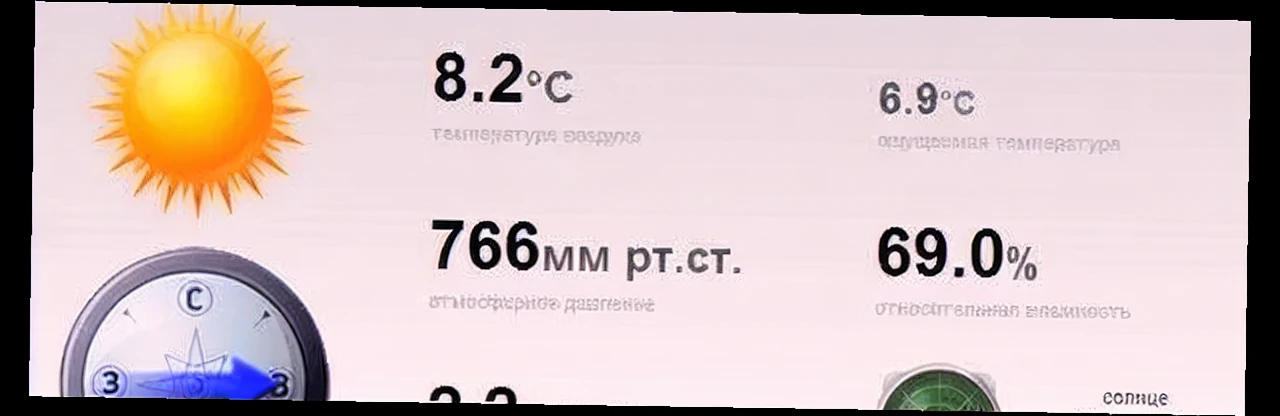 8.2°C
6.9°C
температура воздуха
ощущаемая температура
766мм рт.ст.
69.0%
атмосферное давление
относительная влажность
С
З В
солнце